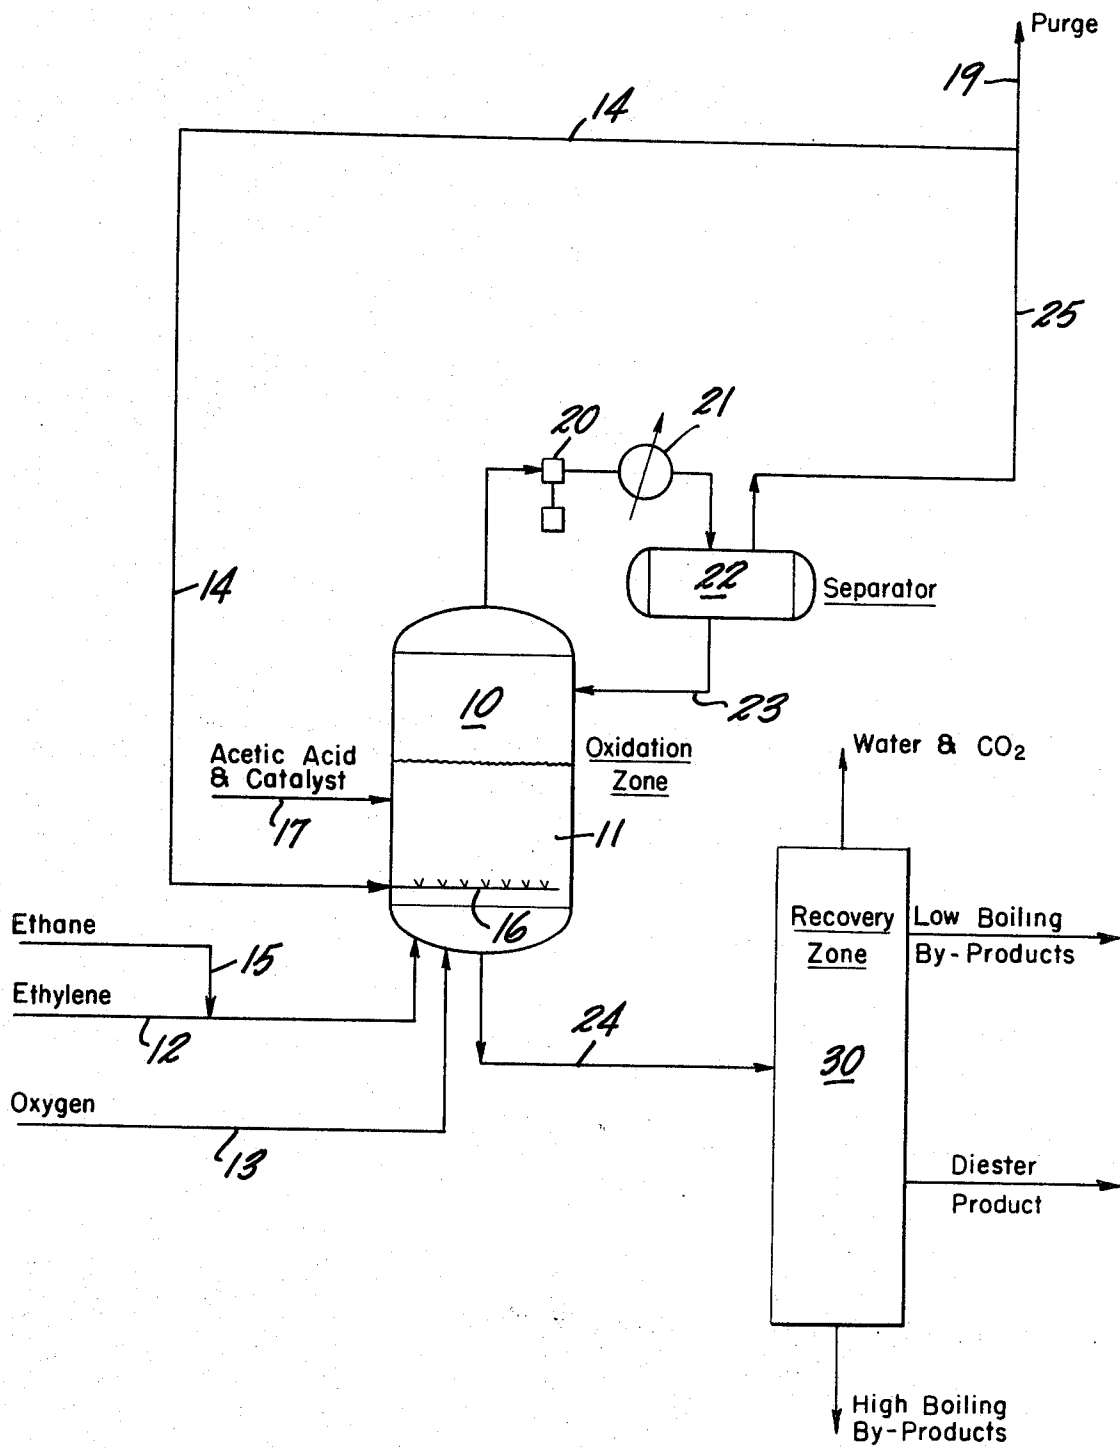 Purge
19
14
25
21
20
22
Separator
14
10
23
Oxidation
Zone
Water & CO2
Acetic Acid
& Catalyst
17
11
16
Recovery
Zone
Low Boiling
By-Products
Ethane
15
Ethylene
12
24
30
Oxygen
13
Diester
Product
High Boiling
By-Products